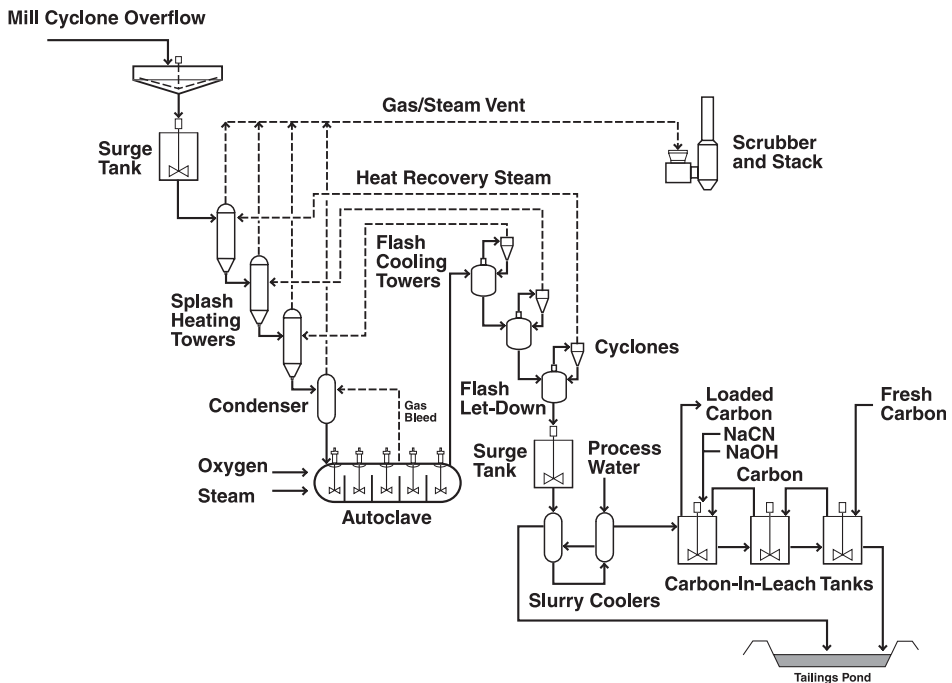 Mill Cyclone Overflow
Gas/Steam Vent
Surge
Tank
Scrubber
and Stack
Heat Recovery Steam
Flash
Cooling
Towers
Splash
Heating
Towers
Cyclones
Condenser
Gas
Bleed
Flash
Let-Down
Loaded
Carbon
Fresh
Carbon
NaCN
NaOH
Surge
Tank
Process
Water
Carbon
Oxygen
Steam
Autoclave
Carbon-In-Leach Tanks
Slurry Coolers
Tailings Pond